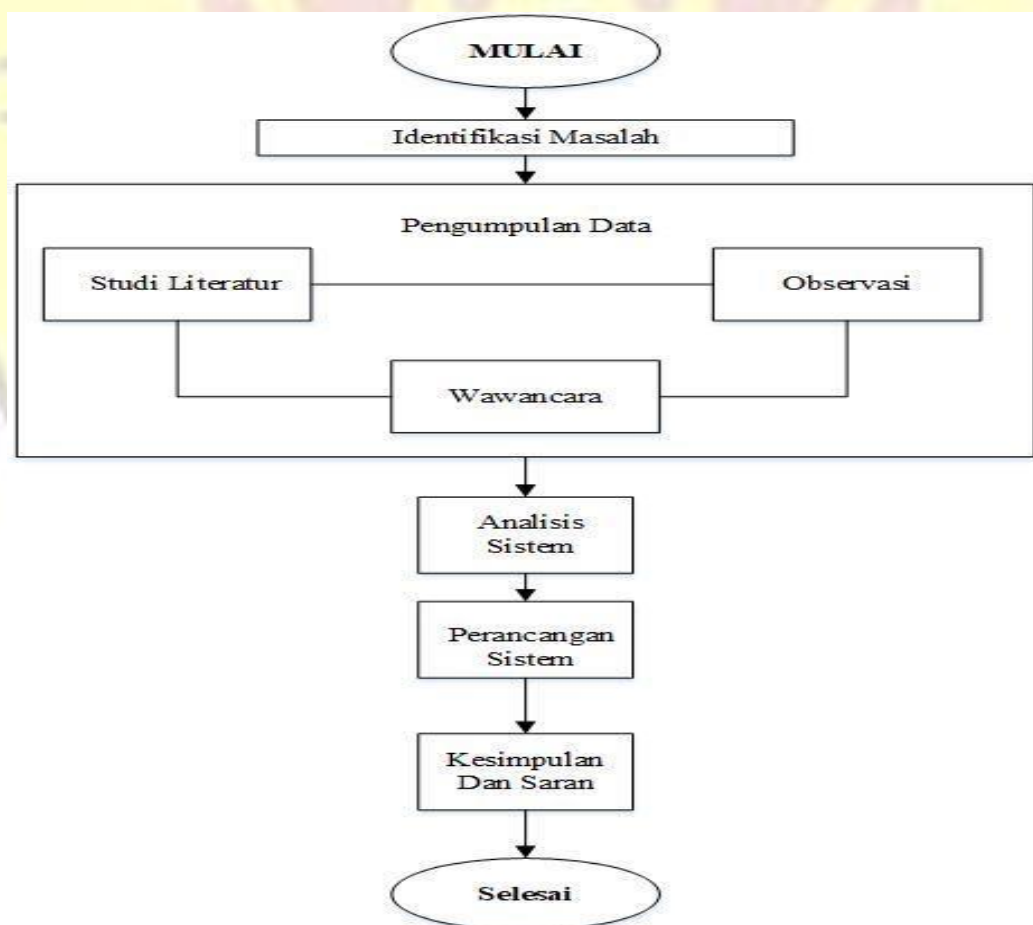 MULAI
Identifikasi Masalah
Pengumpulan Data
Studi Literatur
Observasi
Wawancara
Analisis
Sistem
Perancangan
Sistem
Kesimpulan
Dan Saran
Selesai